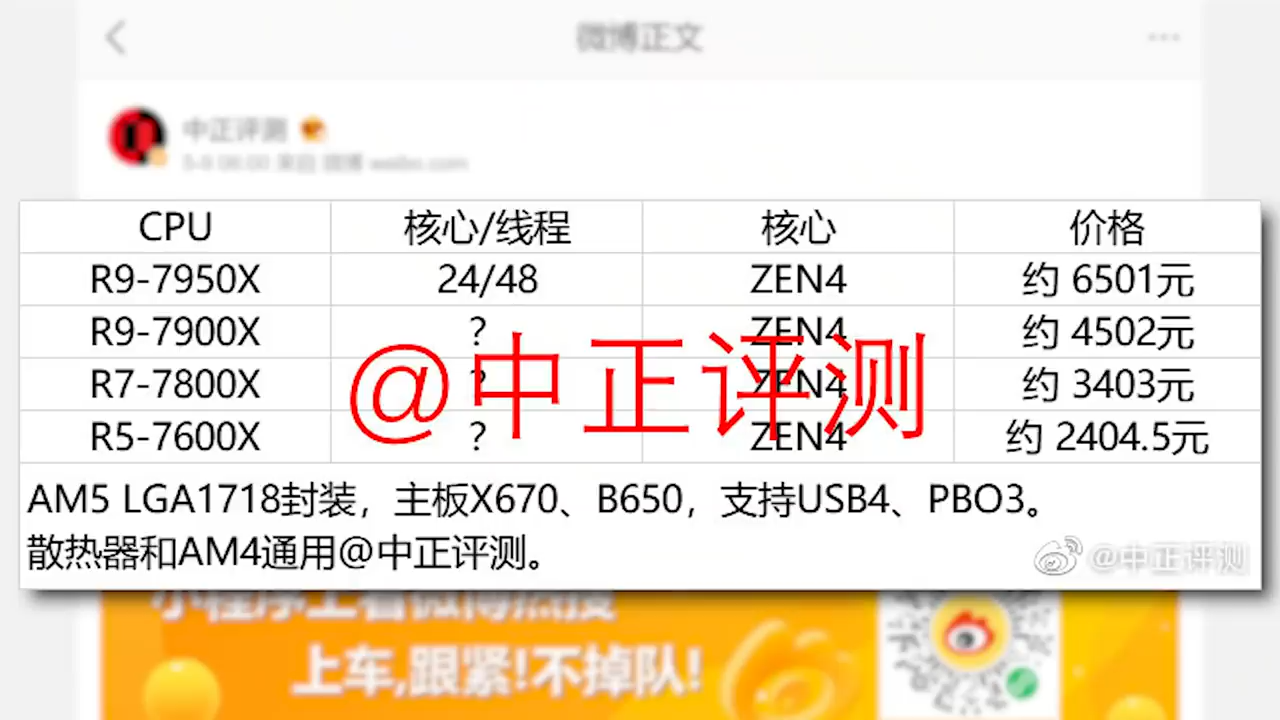 微博正文
中正评测
CPU 核心/线程 核心 价格
R9-7950X 24/48 ZEN4 约 6501元
R9-7900X ? ZEN4 约 4502元
R7-7800X ? ZEN4 约 3403元
R5-7600X ? ZEN4 约 2404.5元
@中正评测
AM5 LGA1718封装，主板X670、B650，支持USB4、PBO3。
散热器和AM4通用@中正评测。
@中正评测
上车,跟紧!不掉队!